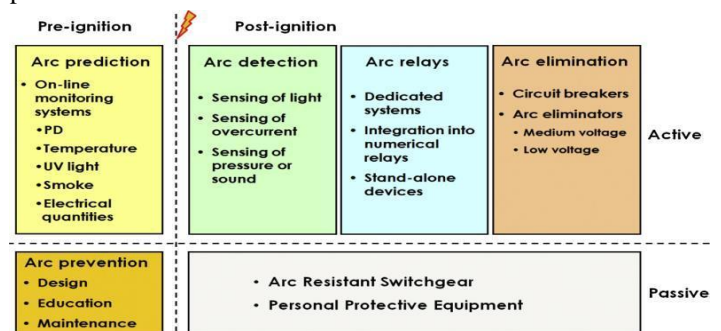 Pre-ignition
Post-ignition
Arc prediction
• On-line
monitoring
systems
•PD
•Temperature
•UV light
•Smoke
•Electrical
quantities
Arc detection
• Sensing of light
• Sensing of
overcurrent
• Sensing of
pressure or
sound
Arc relays
• Dedicated
systems
• Integration into
numerical
relays
• Stand-alone
devices
Arc elimination
• Circuit breakers
• Arc eliminators
• Medium voltage
• Low voltage
Active
Arc prevention
• Design
• Education
• Maintenance
• Arc Resistant Switchgear
• Personal Protective Equipment
Passive